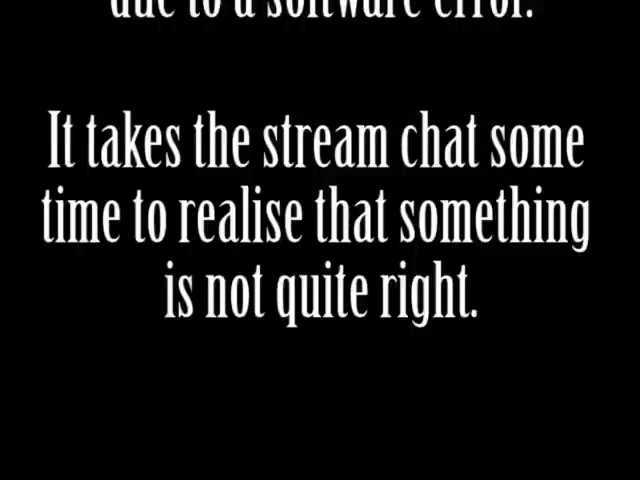 due to a software error.
It takes the stream chat some
time to realise that something
is not quite right.